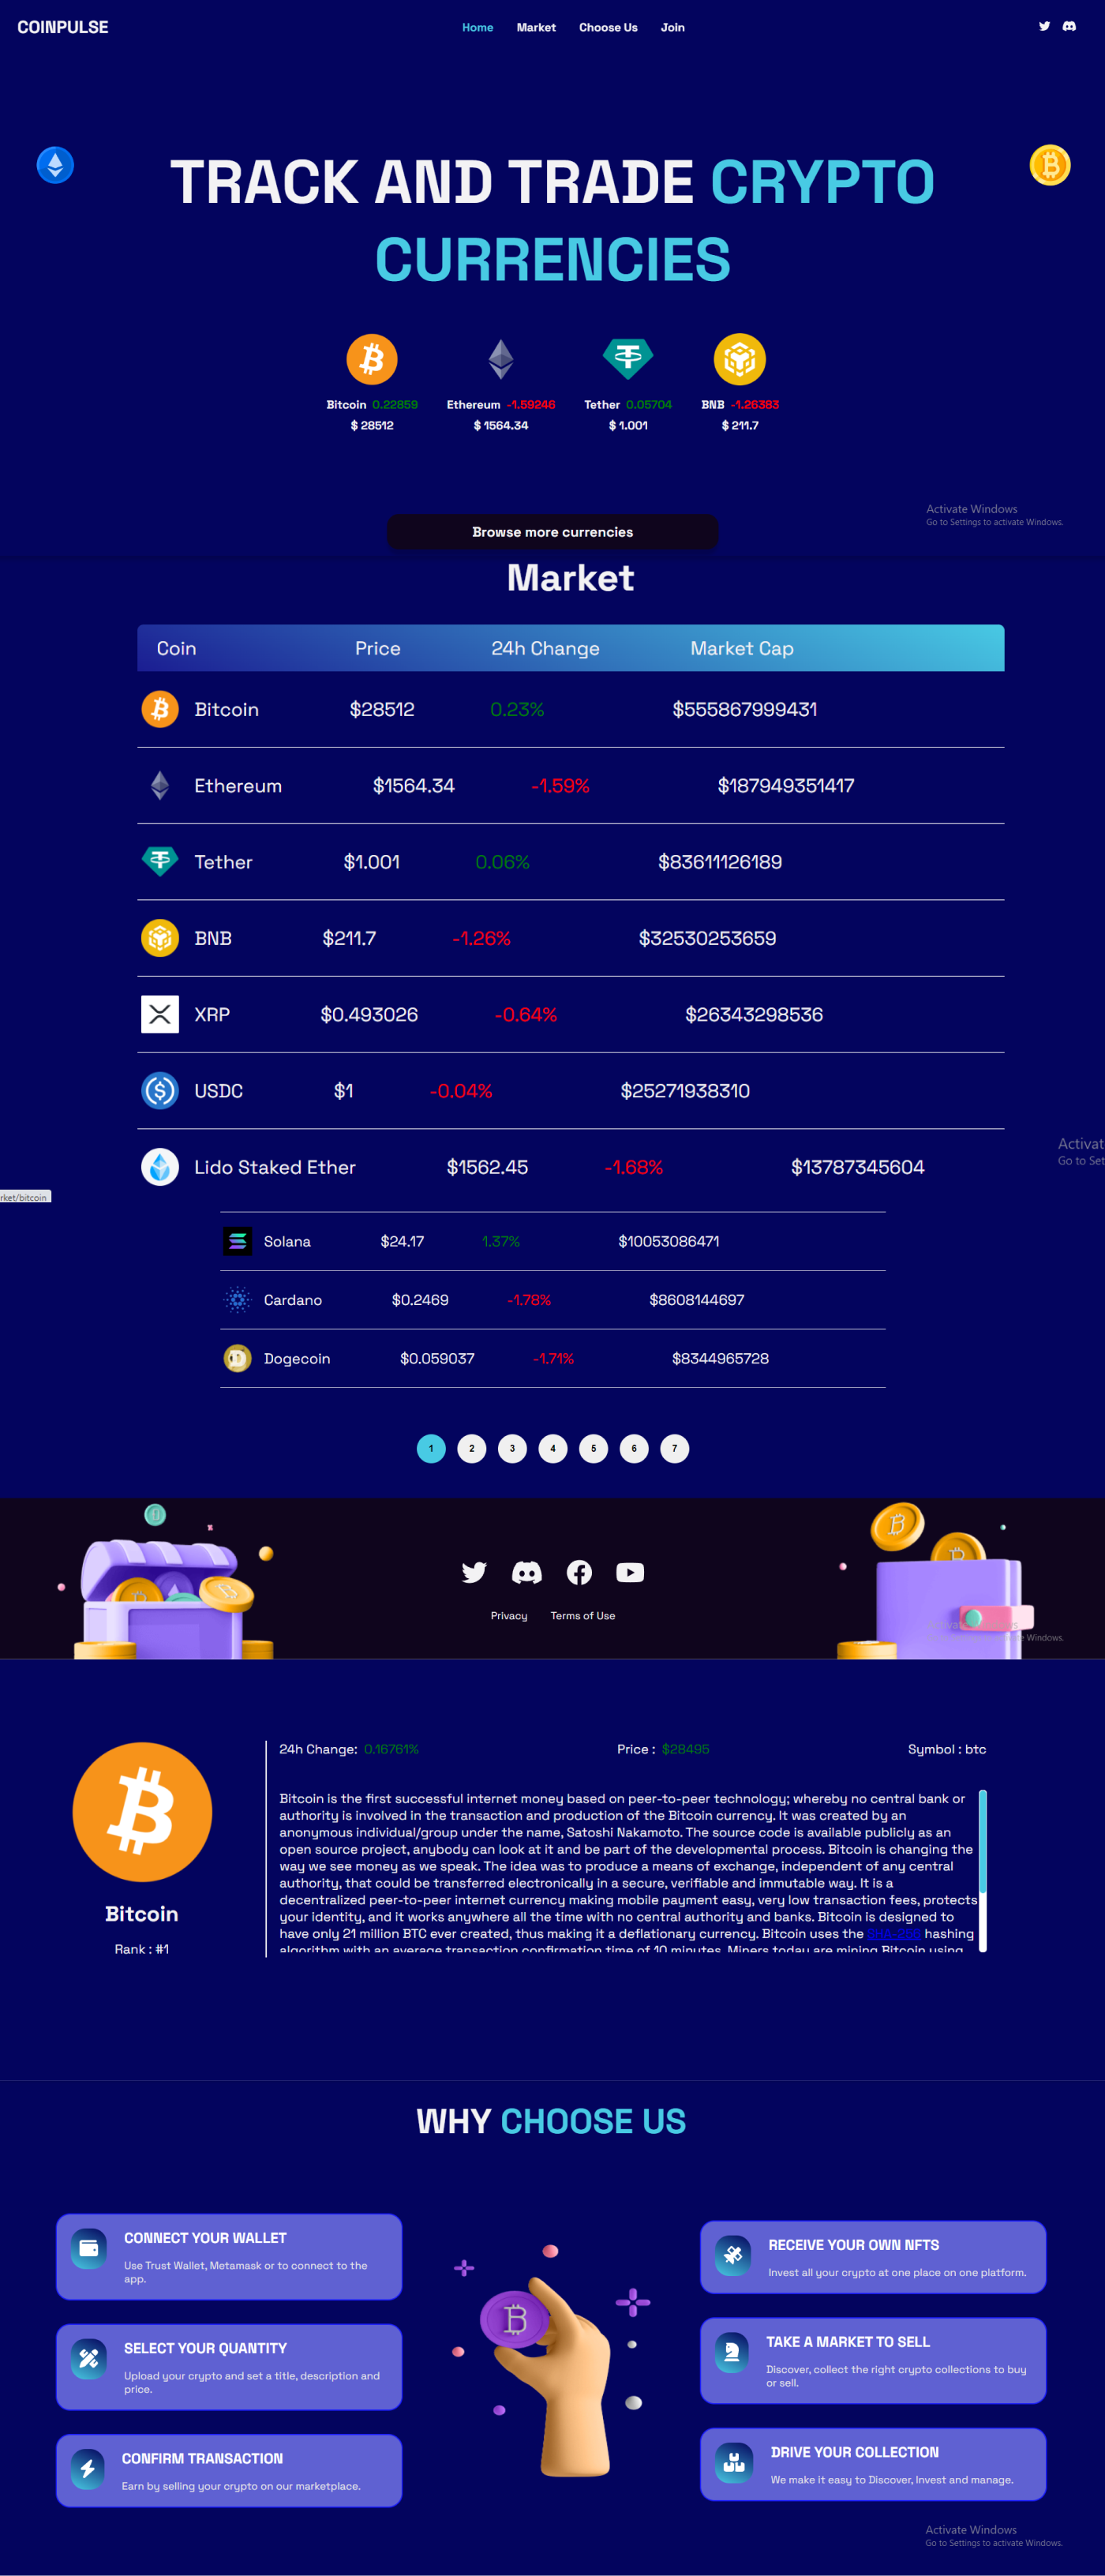 COINPULSE
Home Market Choose Us Join
TRACK AND TRADE CRYPTO
CURRENCIES
Bitcoin 0.22859 Ethereum -1.59246 Tether 0.05704 BNB -1.26383
$ 28512 $ 1564.34 $ 1.001 $ 211.7
Activate Windows
Go to Settings to activate Windows.
Browse more currencies
Market
Coin Price 24h Change Market Cap
Bitcoin $28512 0.23% $555867999431
Ethereum $1564.34 -1.59% $187949351417
Tether $1.001 0.06% $83611126189
BNB $211.7 -1.26% $32530253659
XRP $0.493026 -0.64% $26343298536
USDC $1 -0.04% $25271938310
Activat
Go to Set
Lido Staked Ether $1562.45 -1.68% $13787345604
rket/bitcoin
Solana $24.17 1.37% $10053086471
Cardano $0.2469 -1.78% $8608144697
Dogecoin $0.059037 -1.71% $8344965728
1 2 3 4 5 6 7
Privacy Terms of Use
Windows.
24h Change: 0.16761% Price : $28495 Symbol : btc
Bitcoin is the first successful internet money based on peer-to-peer technology; whereby no central bank or
authority is involved in the transaction and production of the Bitcoin currency. It was created by an
anonymous individual/group under the name, Satoshi Nakamoto. The source code is available publicly as an
open source project, anybody can look at it and be part of the developmental process. Bitcoin is changing the
way we see money as we speak. The idea was to produce a means of exchange, independent of any central
authority, that could be transferred electronically in a secure, verifiable and immutable way. It is a
decentralized peer-to-peer internet currency making mobile payment easy, very low transaction fees, protects
your identity, and it works anywhere all the time with no central authority and banks. Bitcoin is designed to
have only 21 million BTC ever created, thus making it a deflationary currency. Bitcoin uses the SHA-256 hashing
algorithm with an average transaction confirmation time of 10 minutes. Miners today are mining Bitcoin using
Bitcoin
Rank : #1
WHY CHOOSE US
CONNECT YOUR WALLET
Use Trust Wallet, Metamask or to connect to the
app.
SELECT YOUR QUANTITY
Upload your crypto and set a title, description and
price.
CONFIRM TRANSACTION
Earn by selling your crypto on our marketplace.
RECEIVE YOUR OWN NFTS
Invest all your crypto at one place on one platform.
TAKE A MARKET TO SELL
Discover, collect the right crypto collections to buy
or sell.
DRIVE YOUR COLLECTION
We make it easy to Discover, Invest and manage.
Activate Windows
Go to Settings to activate Windows.